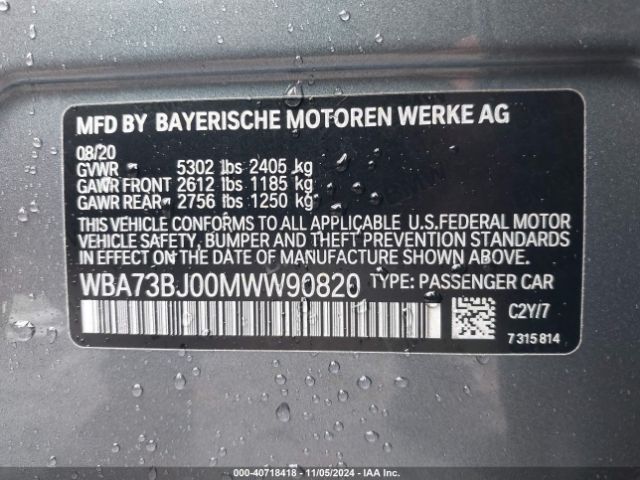 MFD BY BAYERISCHE MOTOREN WERKE AG
08/20
GVWR 5302 lbs 2405 kg
GAWR FRONT 2612 lbs 1185 kg
GAWR REAR 2756 lbs 1250 kg
THIS VEHICLE CONFORMS TO ALL APPLICABLE U.S.FEDERAL MOTOR
VEHICLE SAFETY, BUMPER AND THEFT PREVENTION STANDARDS
IN EFFECT ON THE DATE OF MANUFACTURE SHOWN ABOVE.
WBA73BJ00MWW90820 TYPE: PASSENGER CAR
C2Y/7
7 315 814
000-40718418 - 11/05/2024 - IAA Inc.